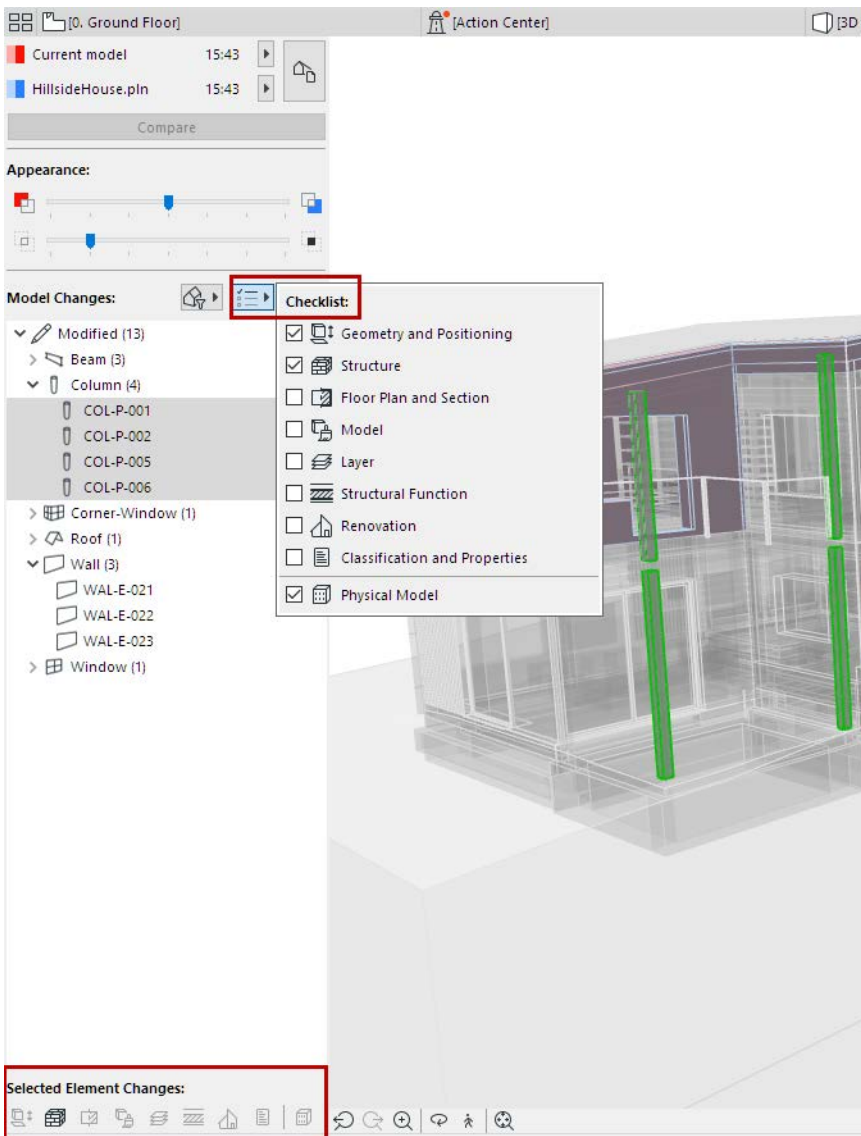 [0. Ground Floor]
[Action Center]
[3D
Current model 15:43
HillsideHouse.pln 15:43
Compare
Appearance:
Model Changes:
Modified (13)
Beam (3)
Column (4)
COL-P-001
COL-P-002
COL-P-005
COL-P-006
Corner-Window (1)
Roof (1)
Wall (3)
WAL-E-021
WAL-E-022
WAL-E-023
Window (1)
Checklist:
Geometry and Positioning
Structure
Floor Plan and Section
Model
Layer
Structural Function
Renovation
Classification and Properties
Physical Model
Selected Element Changes: